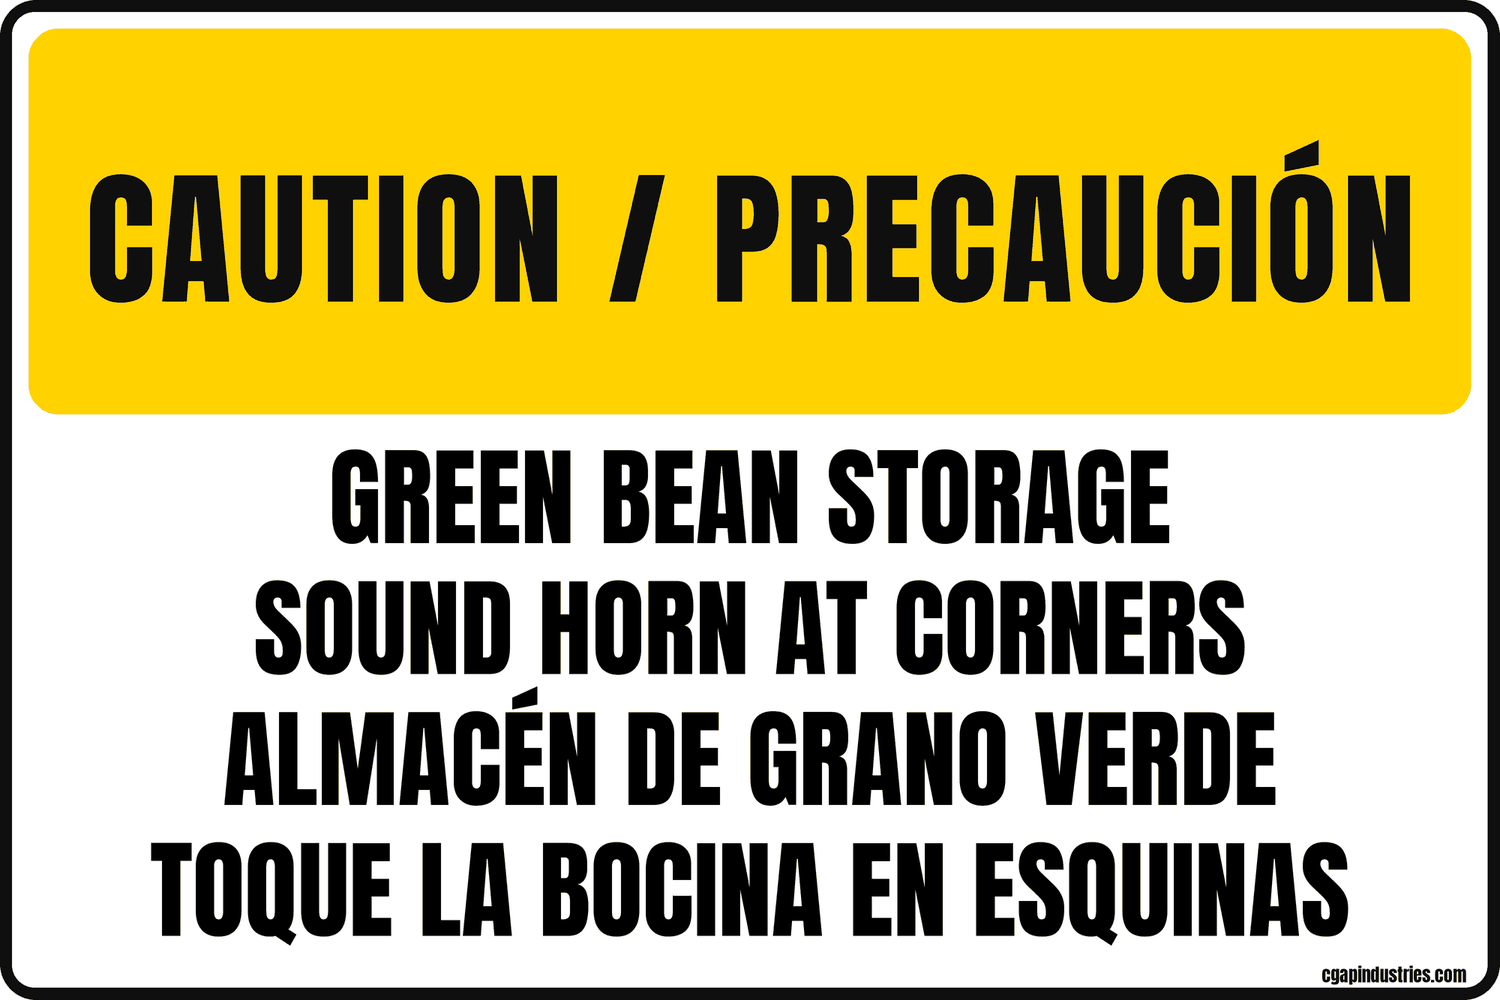 CAUTION / PRECAUCIÓN
GREEN BEAN STORAGE
SOUND HORN AT CORNERS
ALMACÉN DE GRANO VERDE
TOQUE LA BOCINA EN ESQUINAS
cgapindustries.com